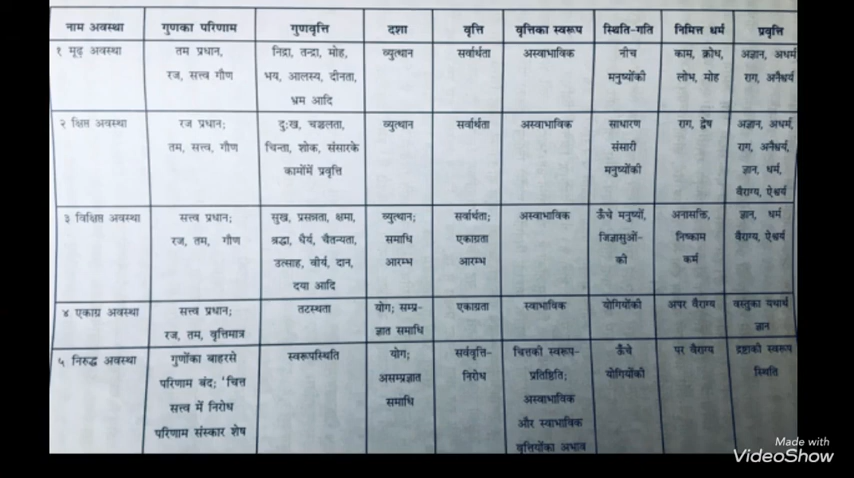 नाम अवस्था गुणका परिणाम गुणवृत्ति दशा वृत्ति वृत्तिका स्वरूप स्थिति-गति निमित्त धर्म प्रवृत्ति
१ मूढ़ अवस्था तम प्रधान, निद्रा, तन्द्रा, मोह, व्युत्थान सर्वार्थता अस्वाभाविक नीच काम, क्रोध, अज्ञान, अधर्म
रज, सत्त्व गौण भय, आलस्य, दीनता, मनुष्योंकी लोभ, मोह राग, अनैश्वर्य
भ्रम आदि
२ क्षिप्त अवस्था रज प्रधान; दुःख, चञ्चलता, व्युत्थान सर्वार्थता अस्वाभाविक साधारण राग, द्वेष अज्ञान, अधर्म,
तम, सत्त्व, गौण चिन्ता, शोक, संसारके संसारी राग, अनैश्वर्य,
कामोंमें प्रवृत्ति मनुष्योंकी ज्ञान, धर्म,
वैराग्य, ऐश्वर्य
३ विक्षिप्त अवस्था सत्त्व प्रधान; सुख, प्रसन्नता, क्षमा, व्युत्थान; सर्वार्थता; अस्वाभाविक ऊँचे मनुष्यों, अनासक्ति, ज्ञान, धर्म
रज, तम, गौण श्रद्धा, धैर्य, चैतन्यता, समाधि एकाग्रता जिज्ञासुओं- निष्काम वैराग्य, ऐश्वर्य
उत्साह, वीर्य, दान, आरम्भ आरम्भ की कर्म
दया आदि
४ एकाग्र अवस्था सत्त्व प्रधान; तटस्थता योग; सम्प्र- एकाग्रता स्वाभाविक योगियोंकी अपर वैराग्य वस्तुका यथार्थ
रज, तम, वृत्तिमात्र ज्ञात समाधि ज्ञान
५ निरुद्ध अवस्था गुणोंका बाहरसे स्वरूपस्थिति योग; सर्ववृत्ति- चित्तकी स्वरूप- ऊँचे पर वैराग्य द्रष्टाकी स्वरूप
परिणाम बंद; 'चित्त असम्प्रज्ञात निरोध प्रतिष्ठिति; योगियोंकी स्थिति
सत्त्व में निरोध समाधि अस्वाभाविक
परिणाम संस्कार शेष और स्वाभाविक
वृत्तियोंका अभाव
Made with
VideoShow